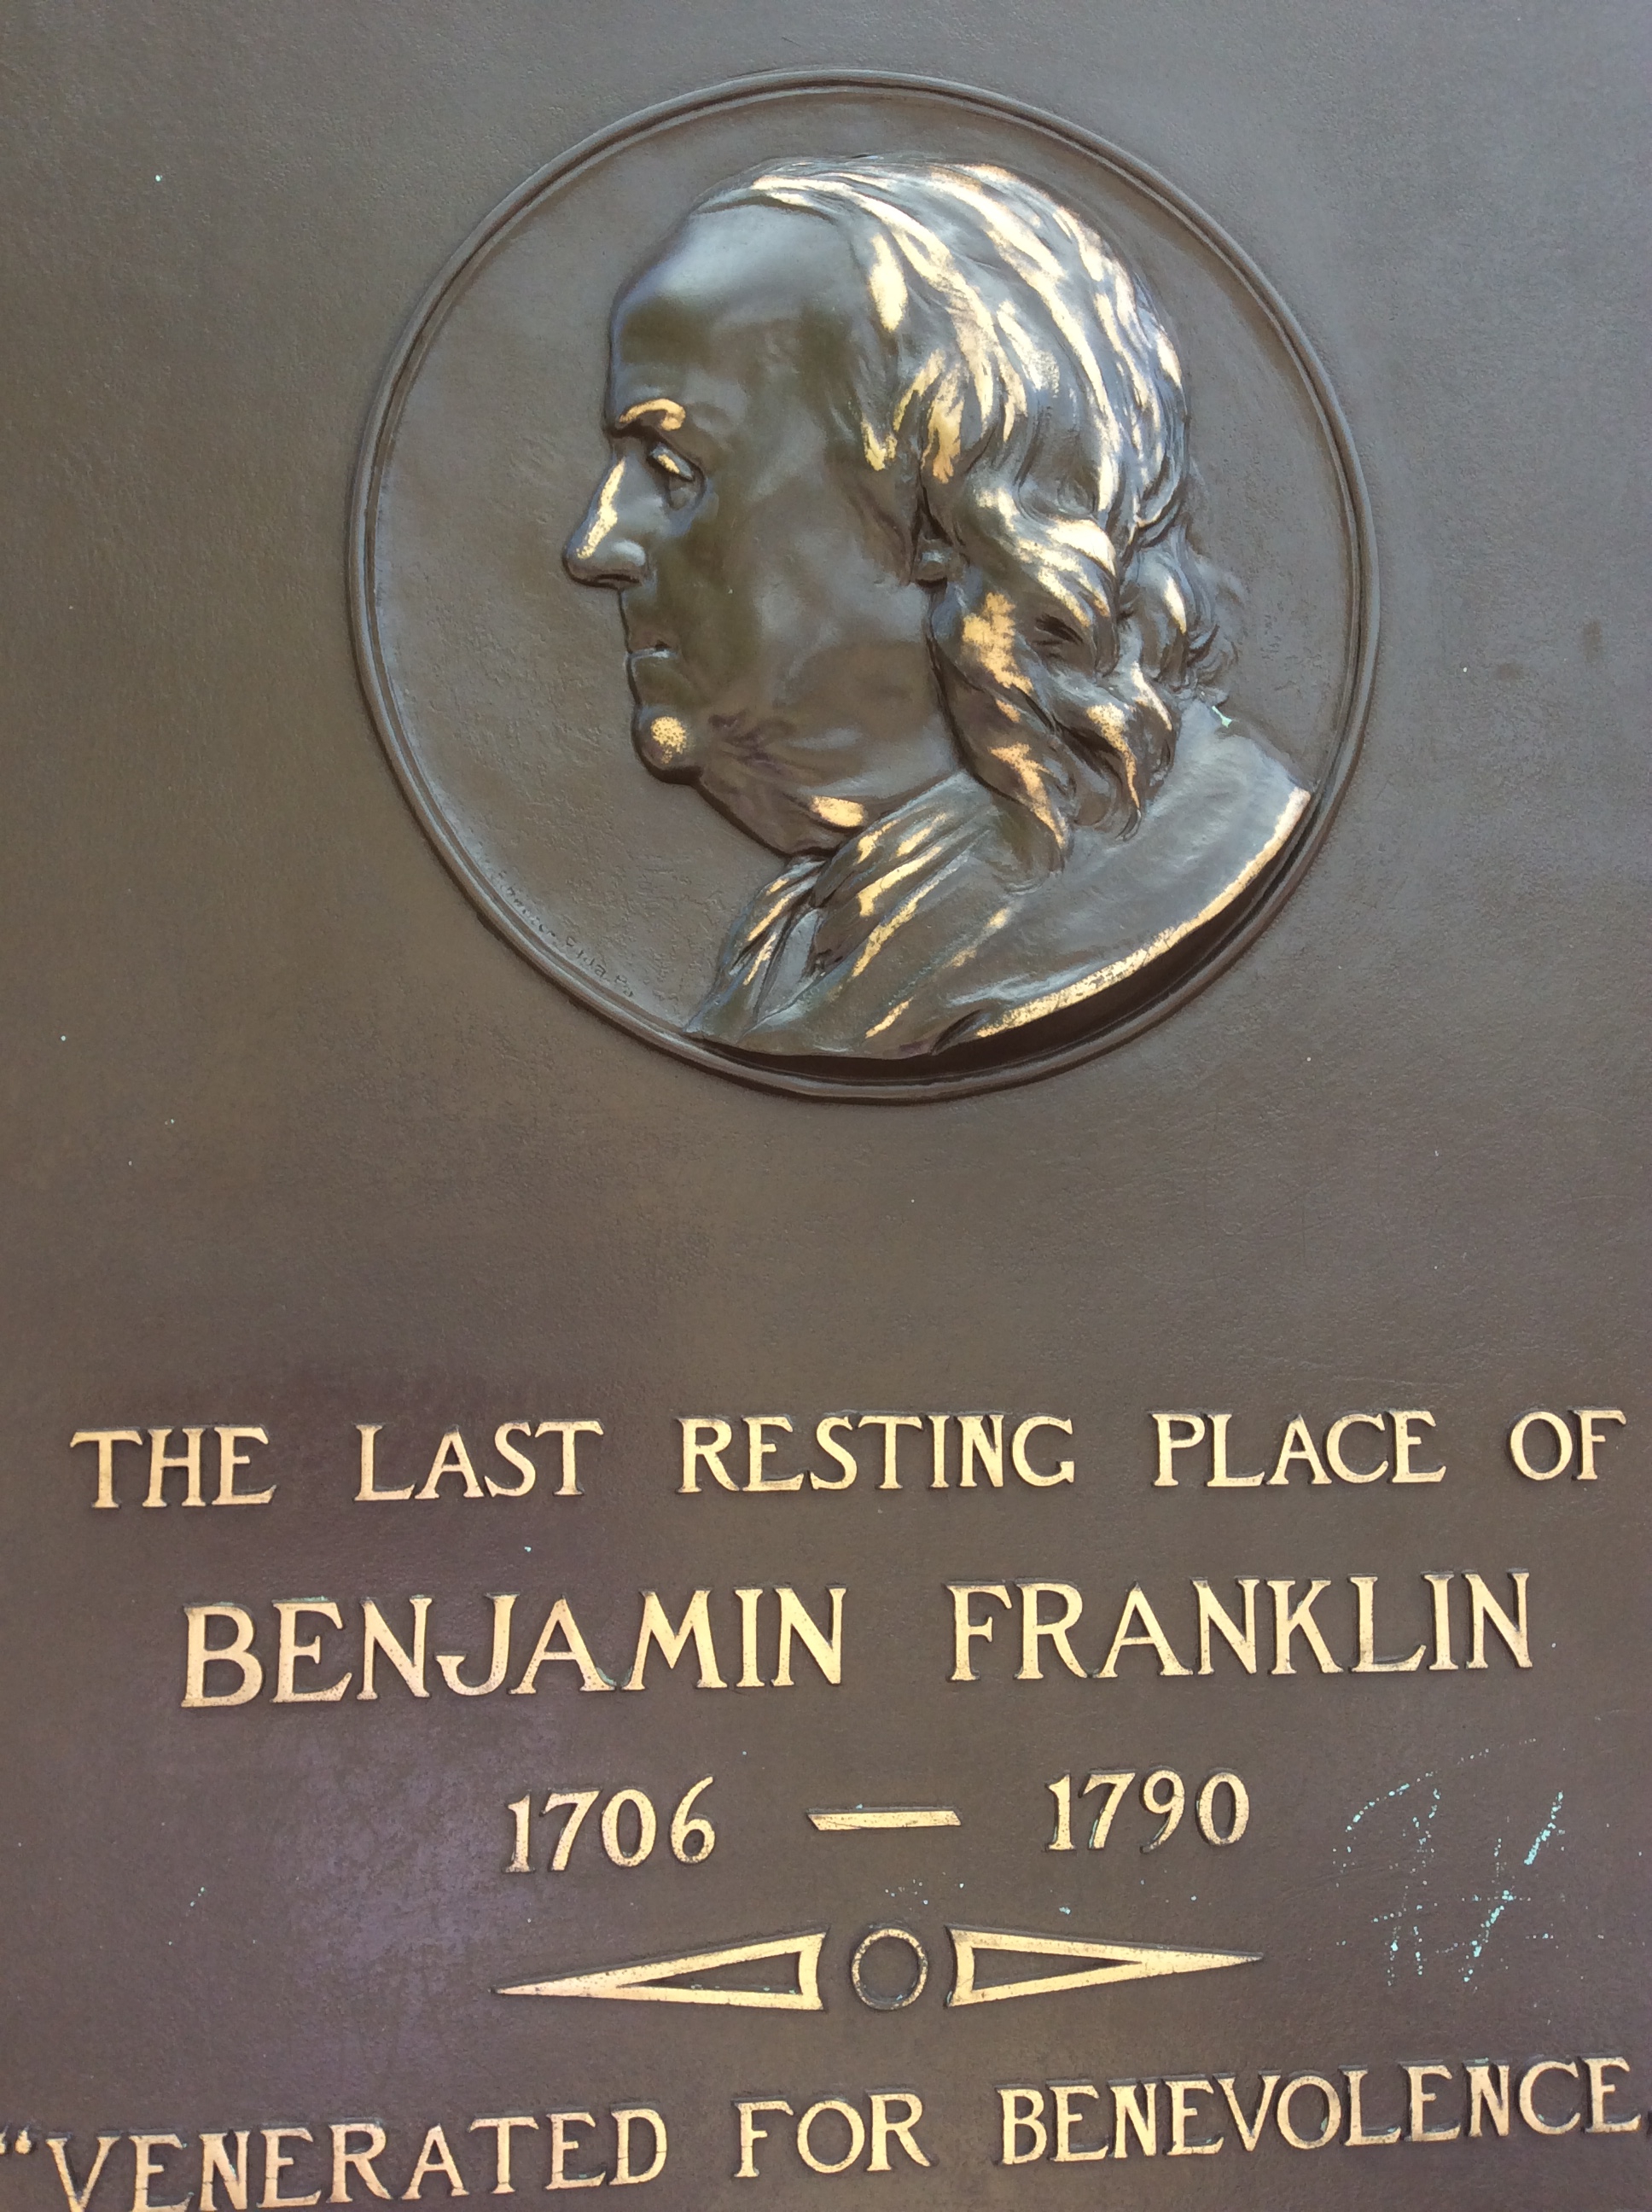 THE LAST RESTING PLACE OF
BENJAMIN FRANKLIN
1706 — 1790
"VENERATED FOR BENEVOLENCE,